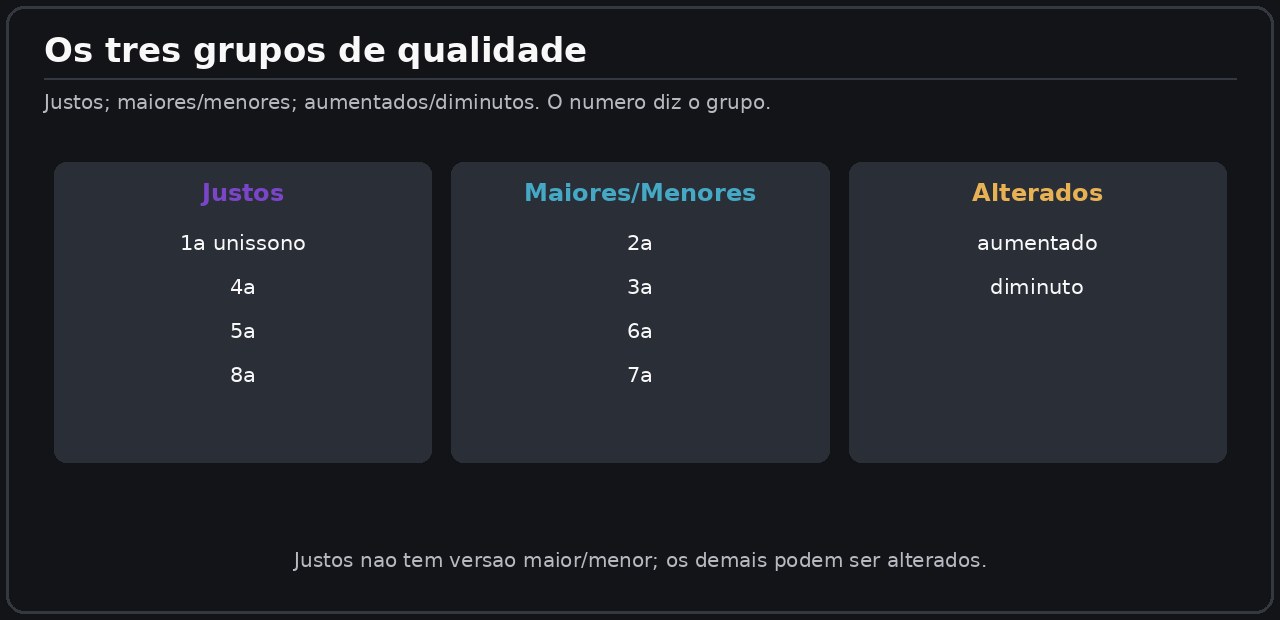 Os tres grupos de qualidade
Justos; maiores/menores; aumentados/diminutos. O numero diz o grupo.
Justos
1a unissono
4a
5a
8a
Maiores/Menores
2a
3a
6a
7a
Alterados
aumentado
diminuto
Justos nao tem versao maior/menor; os demais podem ser alterados.